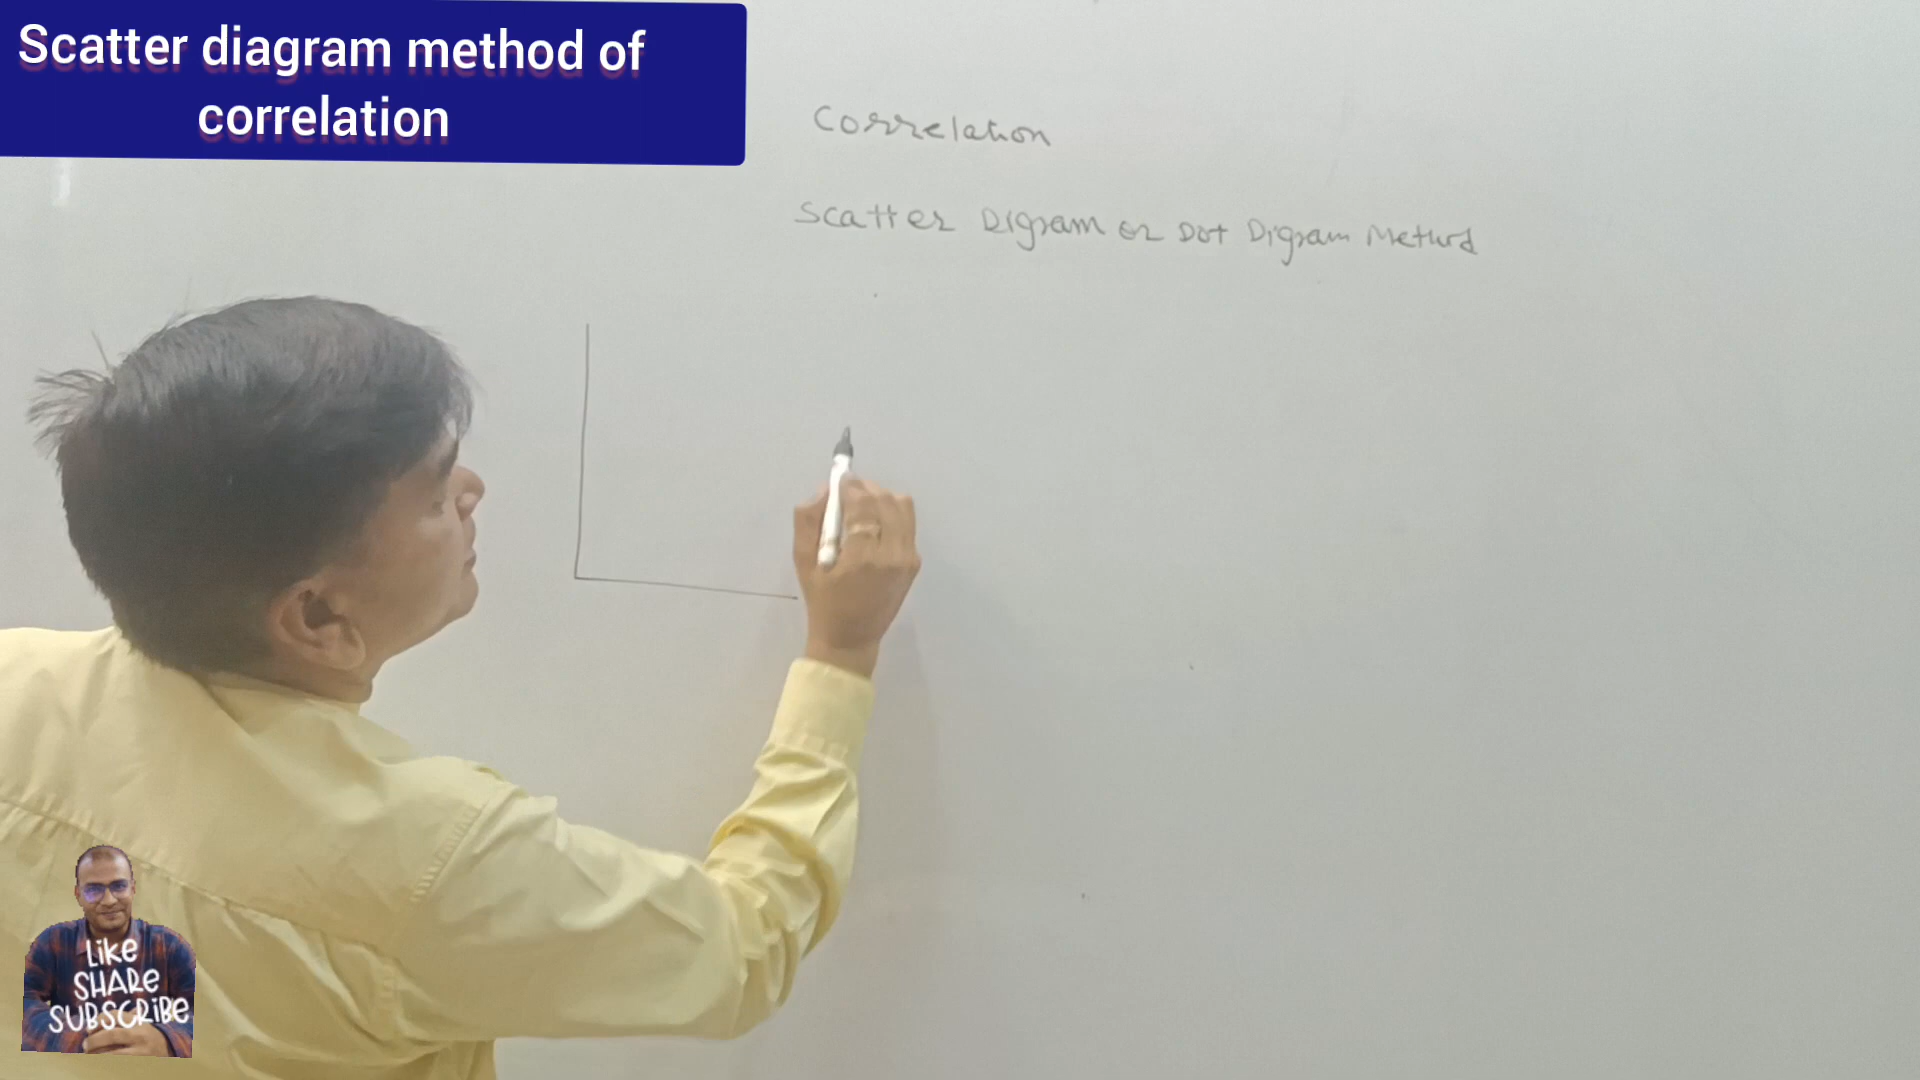 Scatter diagram method of
correlation
Correlation
Scatter Digram or Dot Digram Method
LiKE
SHARe
SUBSCRiBE